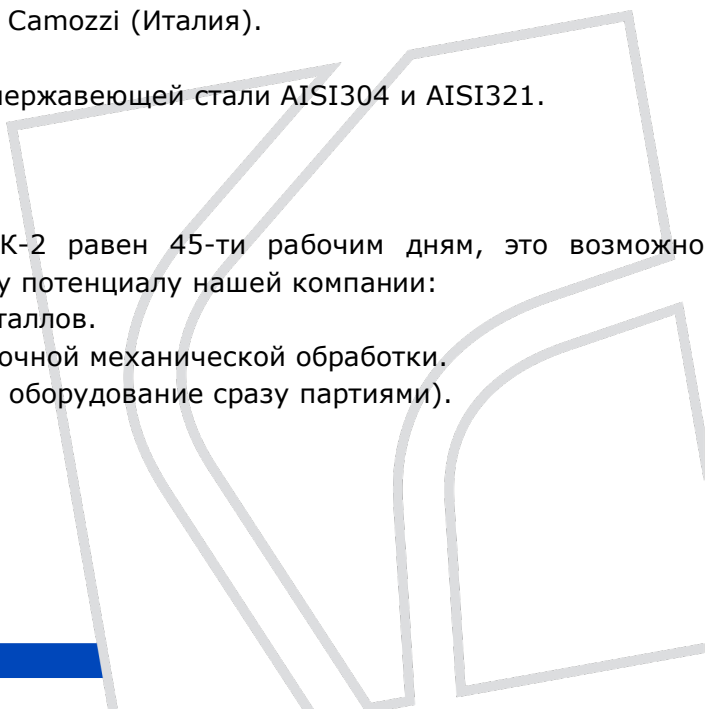 Camozzi (Италия).
нержавеющей стали AISI304 и AISI321.
К-2 равен 45-ти рабочим дням, это возможно
у потенциалу нашей компании:
таллов.
очной механической обработки.
оборудование сразу партиями).